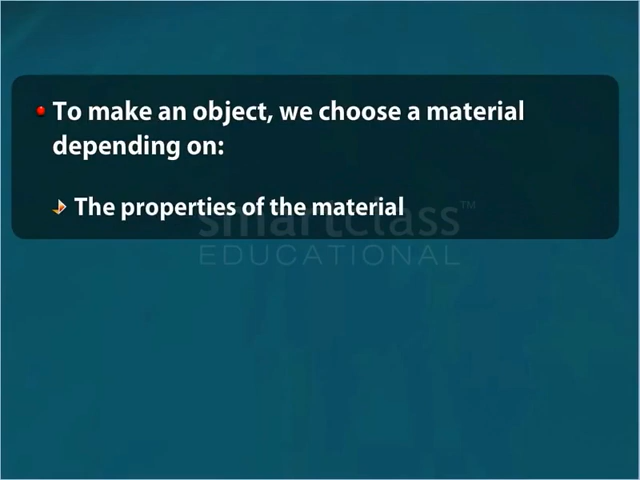 To make an object, we choose a material
depending on:
The properties of the material
smartclass™
EDUCATIONAL